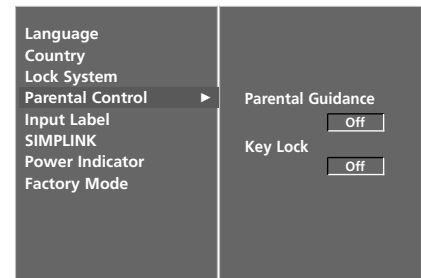 Language
Country
Lock System
Parental Control ►
Input Label
SIMPLINK
Power Indicator
Factory Mode
Parental Guidance
Off
Key Lock
Off